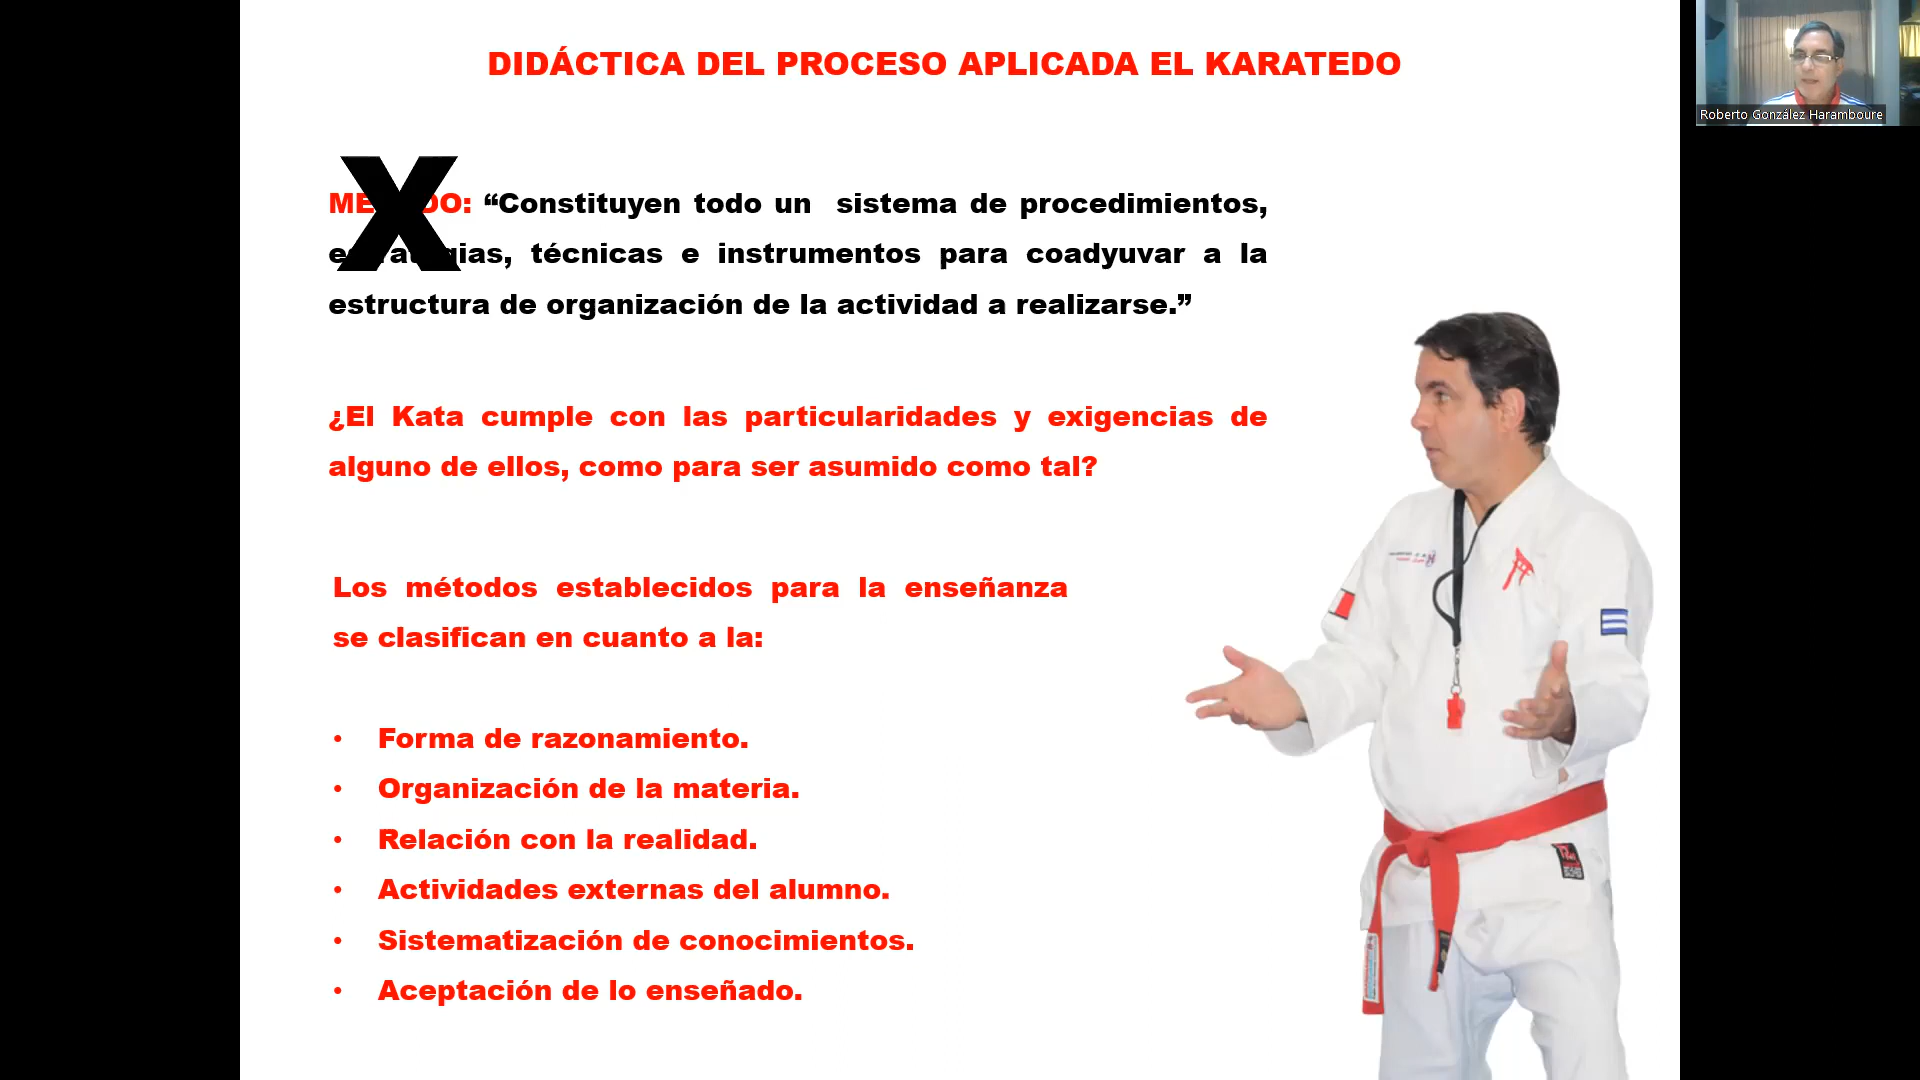 DIDÁCTICA DEL PROCESO APLICADA EL KARATEDO
Roberto González Haramboure
“Constituyen todo un sistema de procedimientos,
técnicas e instrumentos para coadyuvar a la
estructura de organización de la actividad a realizarse.”
¿El Kata cumple con las particularidades y exigencias de
alguno de ellos, como para ser asumido como tal?
Los métodos establecidos para la enseñanza
se clasifican en cuanto a la:
• Forma de razonamiento.
• Organización de la materia.
• Relación con la realidad.
• Actividades externas del alumno.
• Sistematización de conocimientos.
• Aceptación de lo enseñado.
X